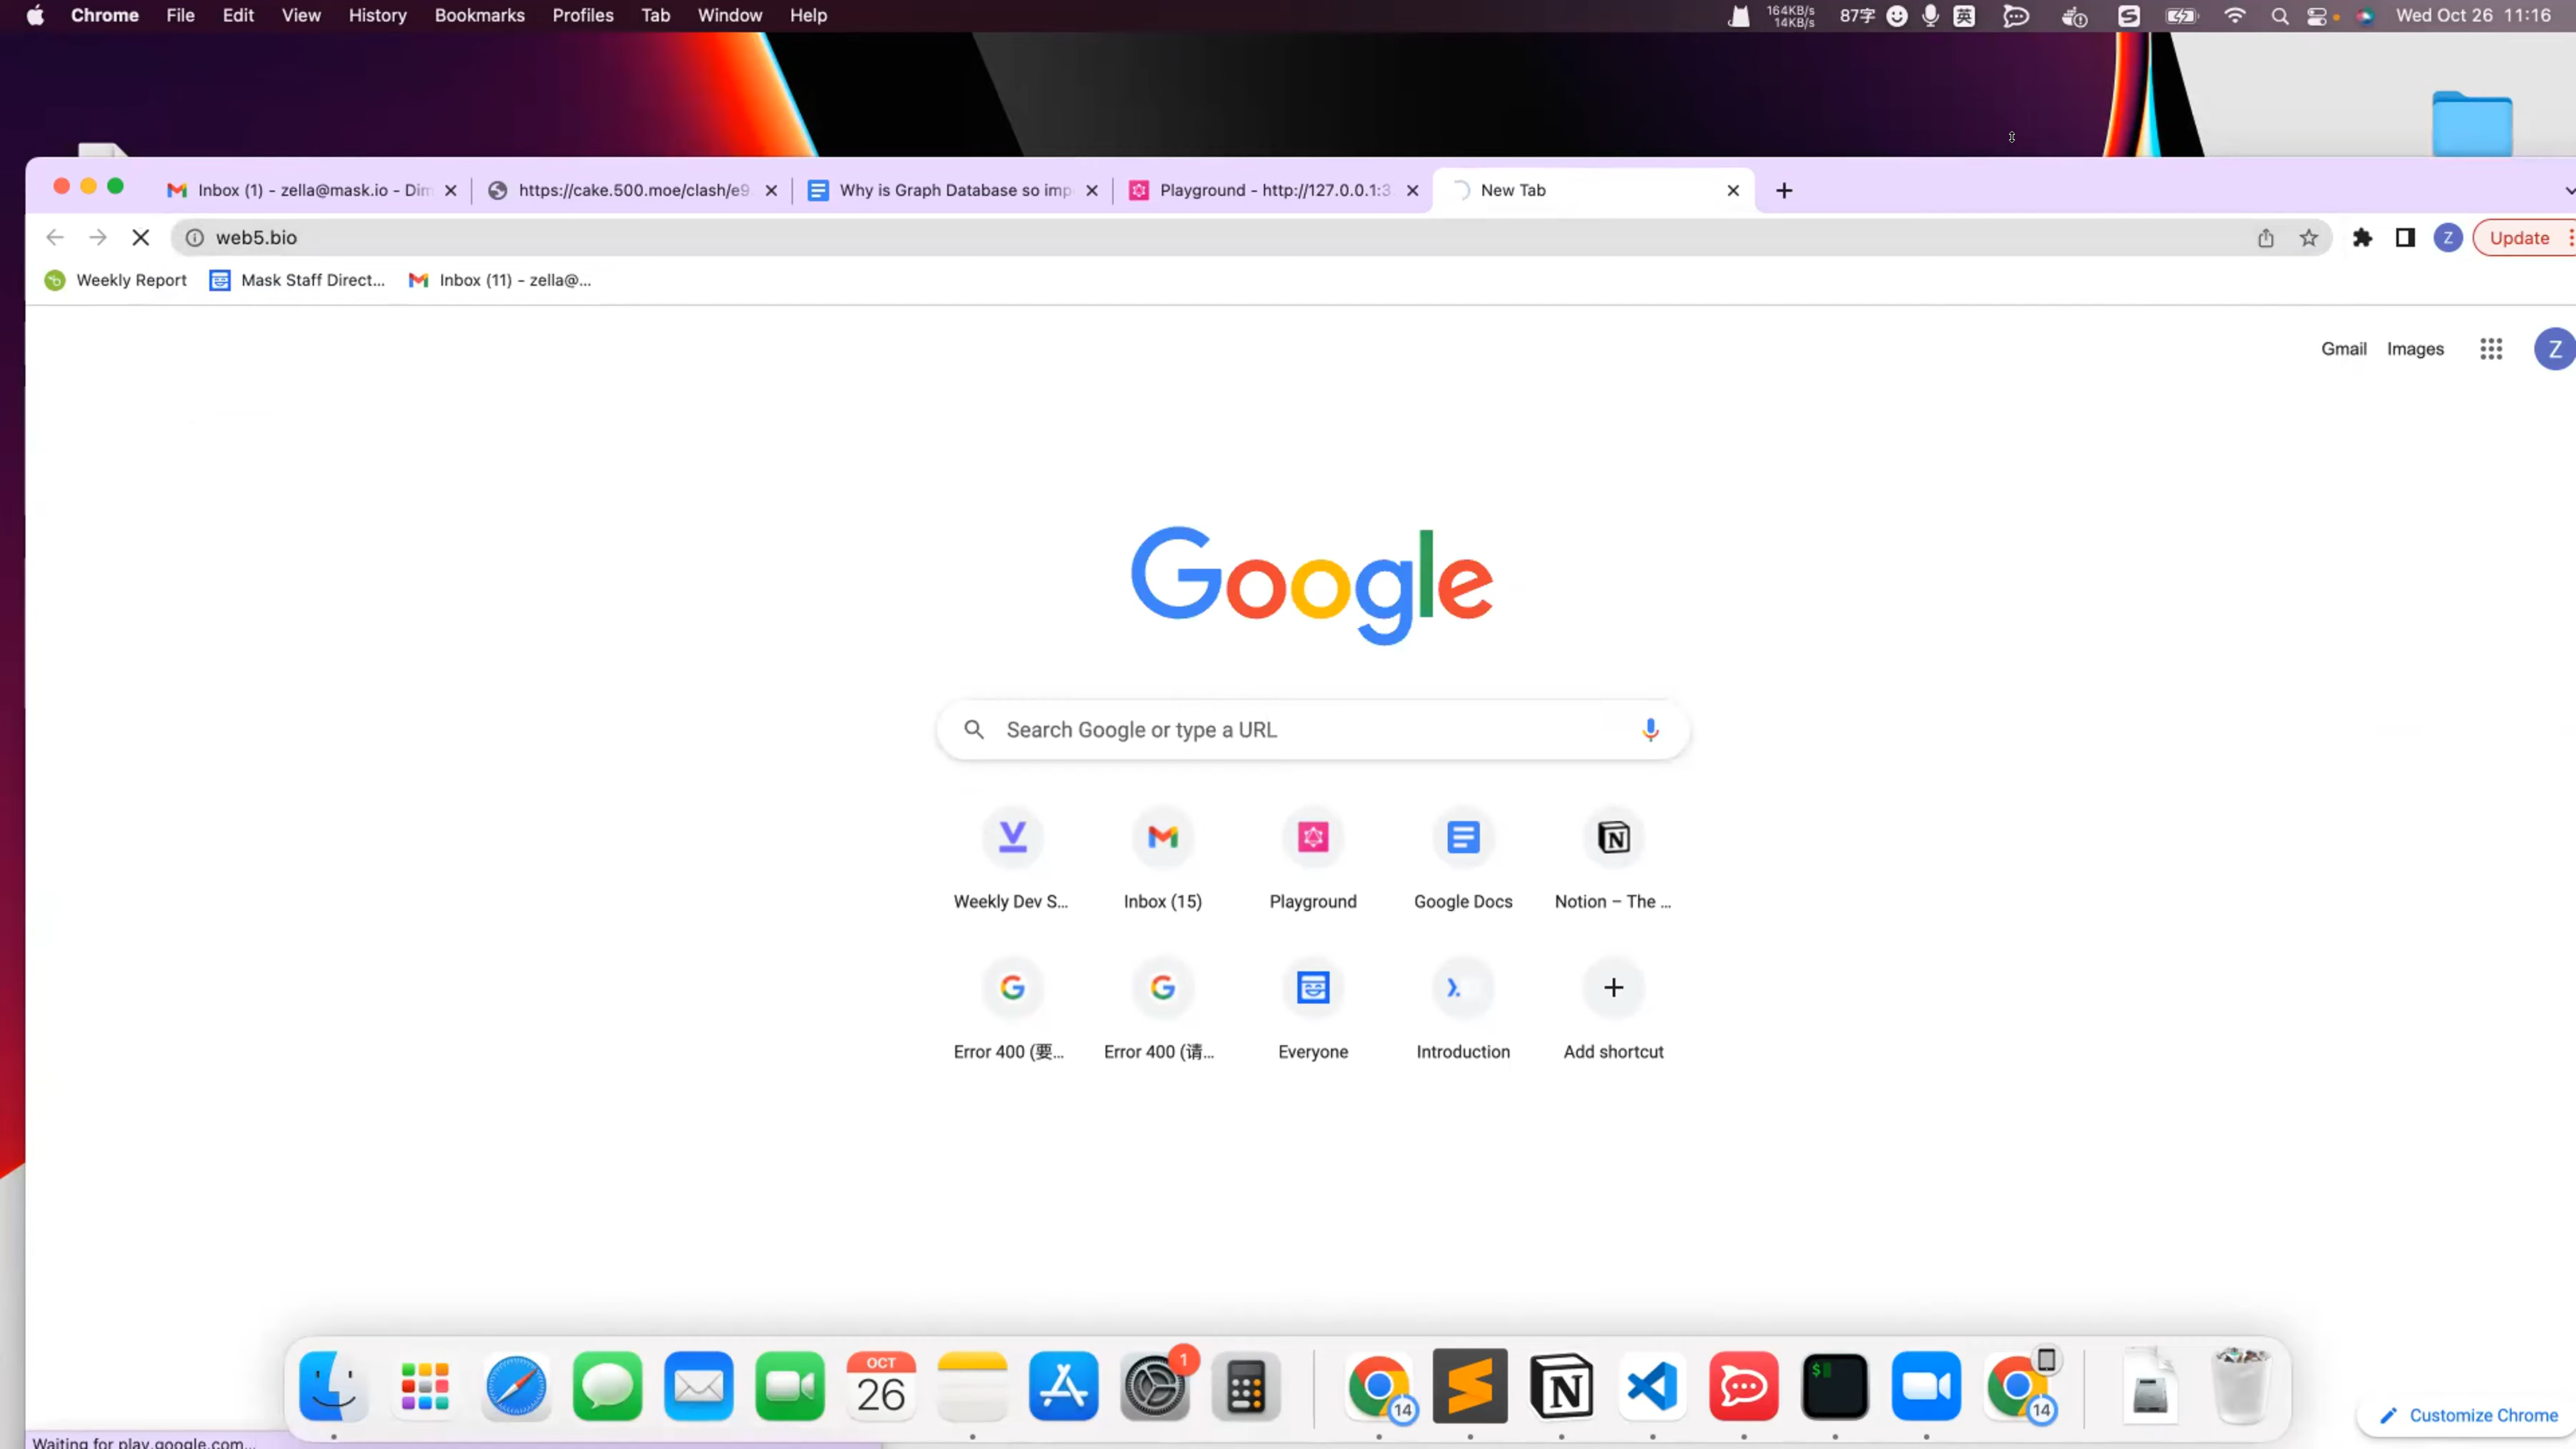 Chrome File Edit View History Bookmarks Profiles Tab Window Help 164KB/s 14KB/s 87字 英 Wed Oct 26 11:16
Inbox (1) - zella@mask.io - Dim https://cake.500.moe/clash/e9 Why is Graph Database so imp Playground - http://127.0.0.1:3 New Tab
web5.bio Z Update
Weekly Report Mask Staff Direct... Inbox (11) - zella@...
Gmail Images Z
Google
Search Google or type a URL
Weekly Dev S... Inbox (15) Playground Google Docs Notion – The ...
Error 400 (要... Error 400 (请... Everyone Introduction Add shortcut
OCT
26 1 14 14
Customize Chrome
Waiting for play.google.com...